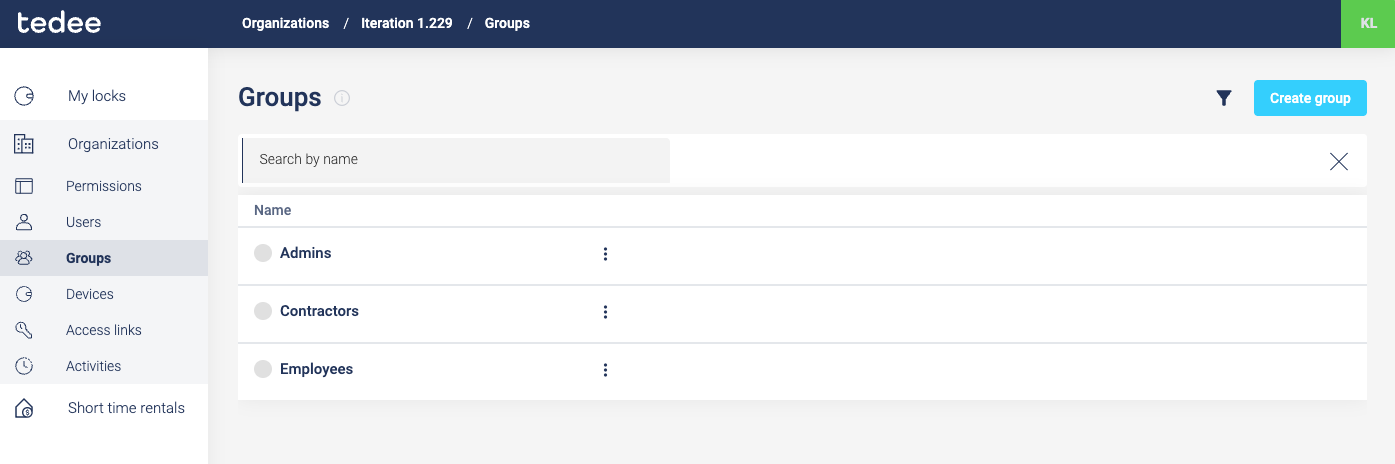 tedee
Organizations / Iteration 1.229 / Groups
KL
My locks
Organizations
Permissions
Users
Groups
Devices
Access links
Activities
Short time rentals
Groups
Create group
Search by name
Name
Admins
Contractors
Employees